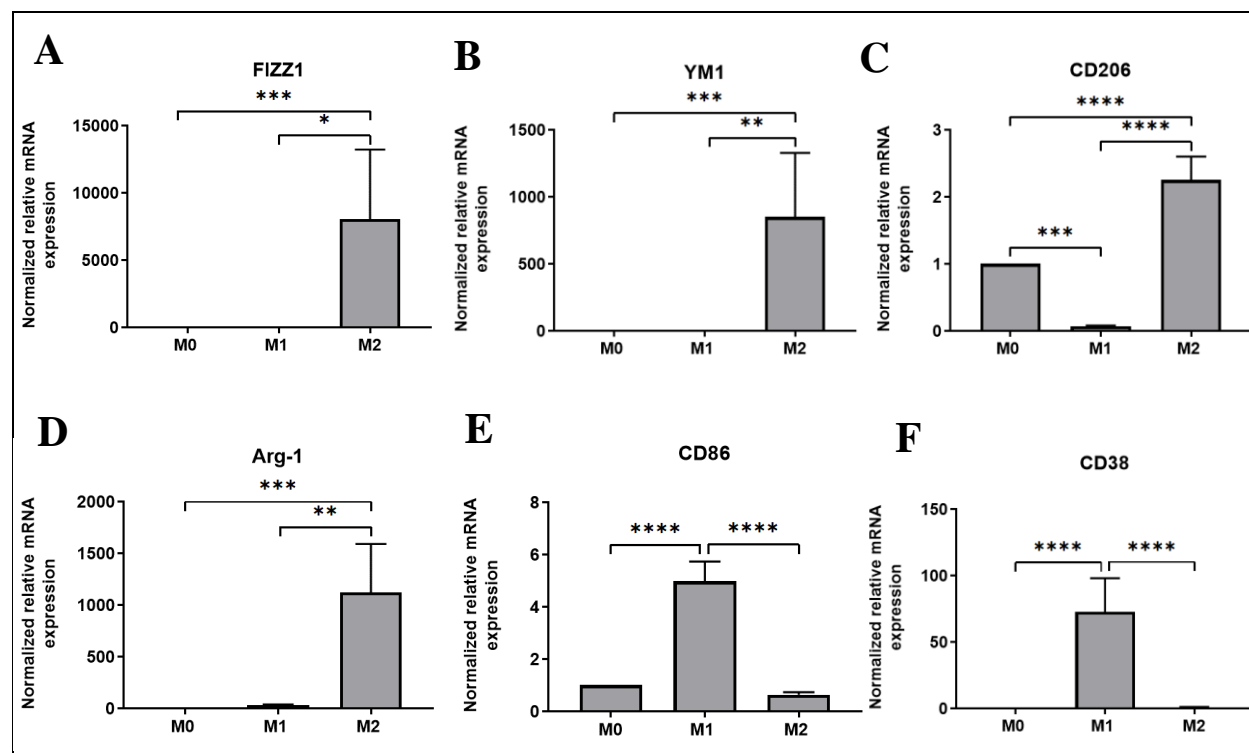 A
FIZZ1
***
*
Normalized relative mRNA
expression
15000
10000
5000
0
M0 M1 M2
B
YM1
***
**
Normalized relative mRNA
expression
1500
1000
500
0
M0 M1 M2
C
CD206
****
****
***
Normalized relative mRNA
expression
3
2
1
0
M0 M1 M2
D
Arg-1
***
**
Normalized relative mRNA
expression
2000
1500
1000
500
0
M0 M1 M2
E
CD86
**** ****
Normalized relative mRNA
expression
8
6
4
2
0
M0 M1 M2
F
CD38
**** ****
Normalized relative mRNA
expression
150
100
50
0
M0 M1 M2